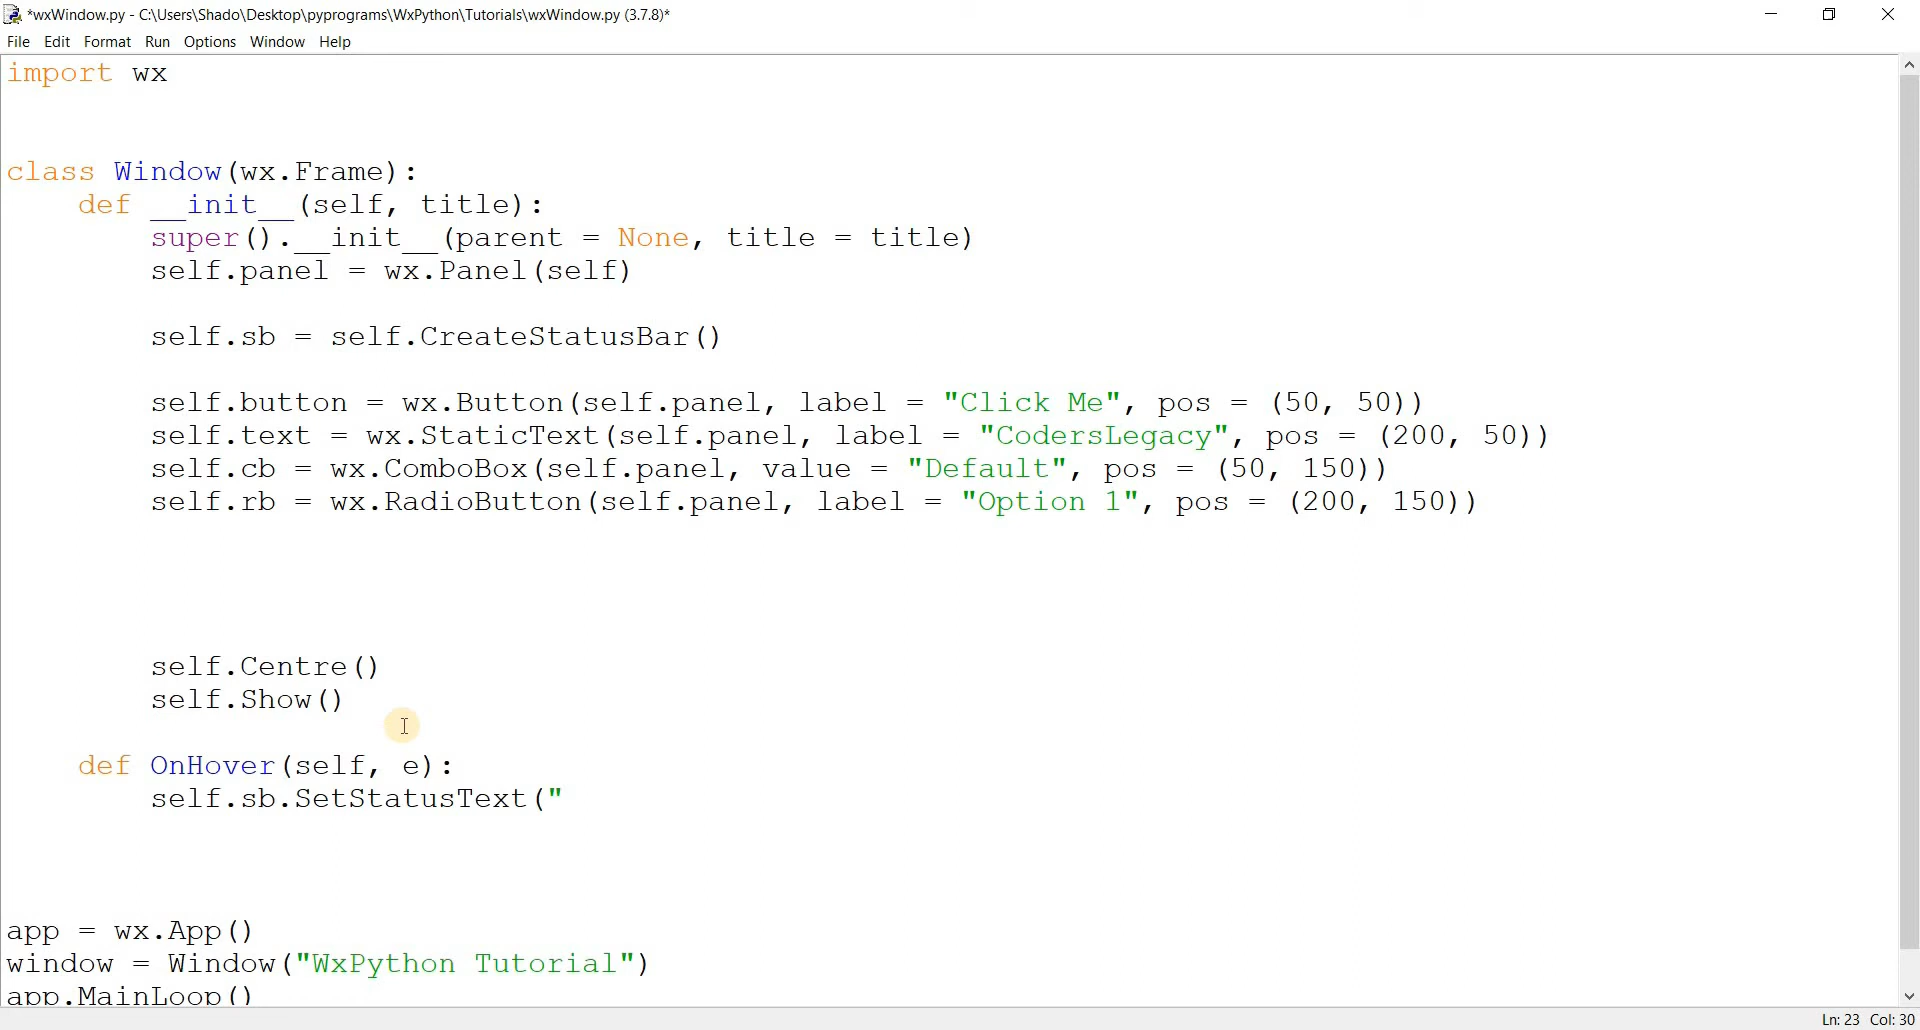 *wxWindow.py - C:\Users\Shado\Desktop\pyprograms\WxPython\Tutorials\wxWindow.py (3.7.8)*
File Edit Format Run Options Window Help
import wx
class Window(wx.Frame):
    def __init__(self, title):
        super().__init__(parent = None, title = title)
        self.panel = wx.Panel(self)
        self.sb = self.CreateStatusBar()
        self.button = wx.Button(self.panel, label = "Click Me", pos = (50, 50))
        self.text = wx.StaticText(self.panel, label = "CodersLegacy", pos = (200, 50))
        self.cb = wx.ComboBox(self.panel, value = "Default", pos = (50, 150))
        self.rb = wx.RadioButton(self.panel, label = "Option 1", pos = (200, 150))
        self.Centre()
        self.Show()
    def OnHover(self, e):
        self.sb.SetStatusText("
app = wx.App()
window = Window("WxPython Tutorial")
app.MainLoop()
Ln: 23 Col: 30